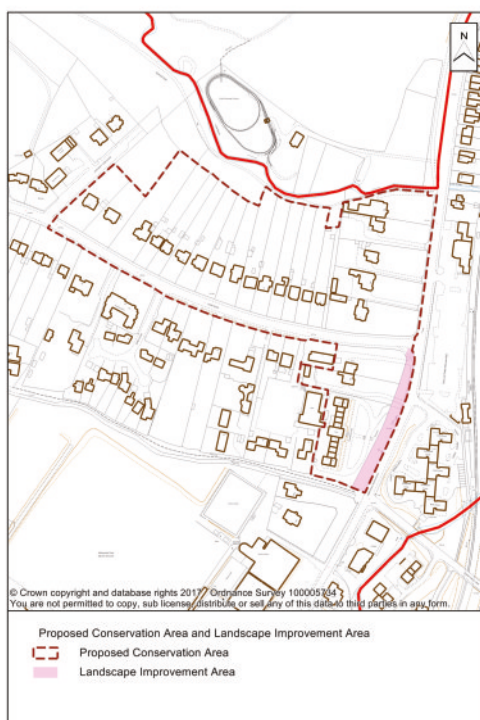 N
© Crown copyright and database rights 2017 Ordnance Survey 100005734
You are not permitted to copy, sub license, distribute or sell any of this data to third parties in any form.
Proposed Conservation Area and Landscape Improvement Area
Proposed Conservation Area
Landscape Improvement Area